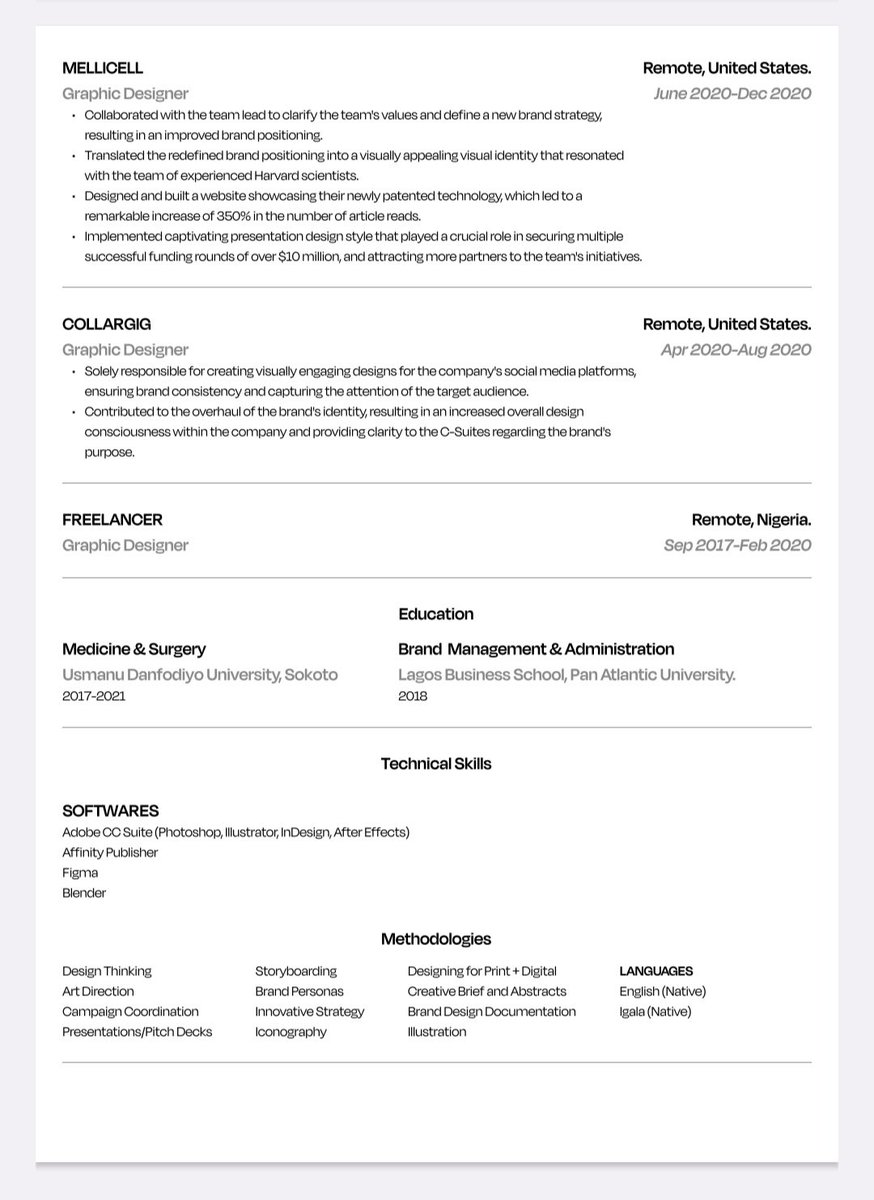 MELLICELL Remote, United States.
Graphic Designer June 2020-Dec 2020
• Collaborated with the team lead to clarify the team's values and define a new brand strategy,
resulting in an improved brand positioning.
• Translated the redefined brand positioning into a visually appealing visual identity that resonated
with the team of experienced Harvard scientists.
• Designed and built a website showcasing their newly patented technology, which led to a
remarkable increase of 350% in the number of article reads.
• Implemented captivating presentation design style that played a crucial role in securing multiple
successful funding rounds of over $10 million, and attracting more partners to the team's initiatives.
COLLARGIG Remote, United States.
Graphic Designer Apr 2020-Aug 2020
• Solely responsible for creating visually engaging designs for the company's social media platforms,
ensuring brand consistency and capturing the attention of the target audience.
• Contributed to the overhaul of the brand's identity, resulting in an increased overall design
consciousness within the company and providing clarity to the C-Suites regarding the brand's
purpose.
FREELANCER Remote, Nigeria.
Graphic Designer Sep 2017-Feb 2020
Education
Medicine & Surgery Brand Management & Administration
Usmanu Danfodiyo University, Sokoto Lagos Business School, Pan Atlantic University.
2017-2021 2018
Technical Skills
SOFTWARES
Adobe CC Suite (Photoshop, Illustrator, InDesign, After Effects)
Affinity Publisher
Figma
Blender
Methodologies
Design Thinking Storyboarding Designing for Print + Digital LANGUAGES
Art Direction Brand Personas Creative Brief and Abstracts English (Native)
Campaign Coordination Innovative Strategy Brand Design Documentation Igala (Native)
Presentations/Pitch Decks Iconography Illustration